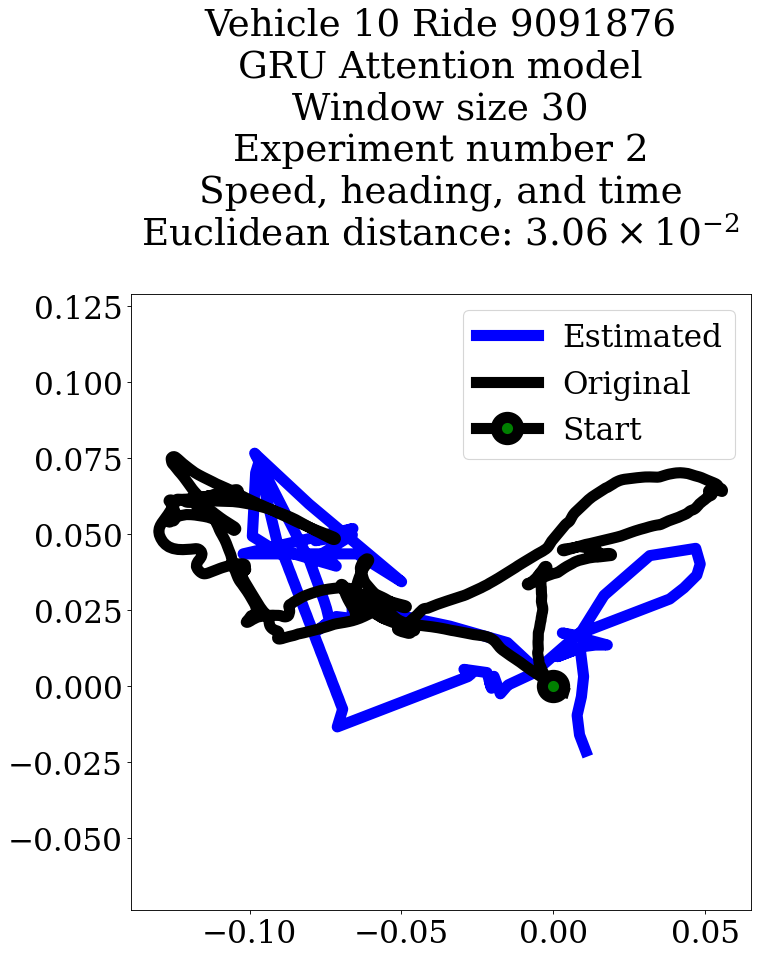 Vehicle 10 Ride 9091876
GRU Attention model
Window size 30
Experiment number 2
Speed, heading, and time
Euclidean distance: 3.06 × 10⁻²
Estimated
Original
Start
0.125
0.100
0.075
0.050
0.025
0.000
−0.025
−0.050
−0.10 −0.05 0.00 0.05